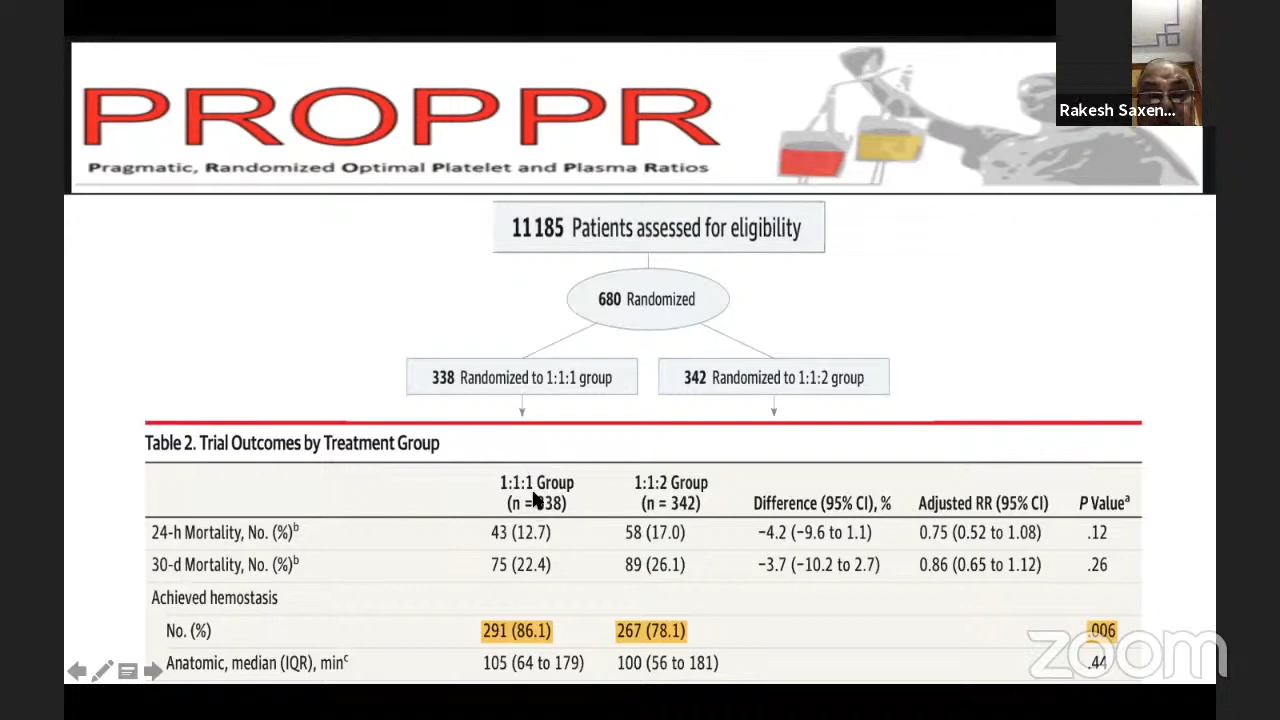 PROPPR
Pragmatic, Randomized Optimal Platelet and Plasma Ratios
Rakesh Saxen...
11185 Patients assessed for eligibility
680 Randomized
338 Randomized to 1:1:1 group
342 Randomized to 1:1:2 group
Table 2. Trial Outcomes by Treatment Group
1:1:1 Group 1:1:2 Group
(n = 338) (n = 342) Difference (95% CI), % Adjusted RR (95% CI) P Valueᵃ
24-h Mortality, No. (%)ᵇ 43 (12.7) 58 (17.0) −4.2 (−9.6 to 1.1) 0.75 (0.52 to 1.08) .12
30-d Mortality, No. (%)ᵇ 75 (22.4) 89 (26.1) −3.7 (−10.2 to 2.7) 0.86 (0.65 to 1.12) .26
Achieved hemostasis
No. (%) 291 (86.1) 267 (78.1) .006
Anatomic, median (IQR), minᶜ 105 (64 to 179) 100 (56 to 181) .44
zoom